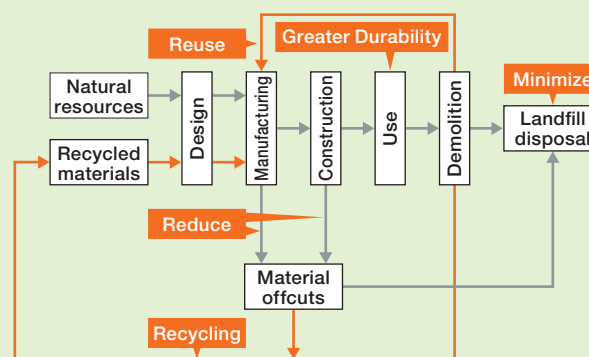 Reuse
Greater Durability
Minimize
Natural
resources
Recycled
materials
Design
Manufacturing
Construction
Use
Demolition
Landfill
disposal
Reduce
Material
offcuts
Recycling